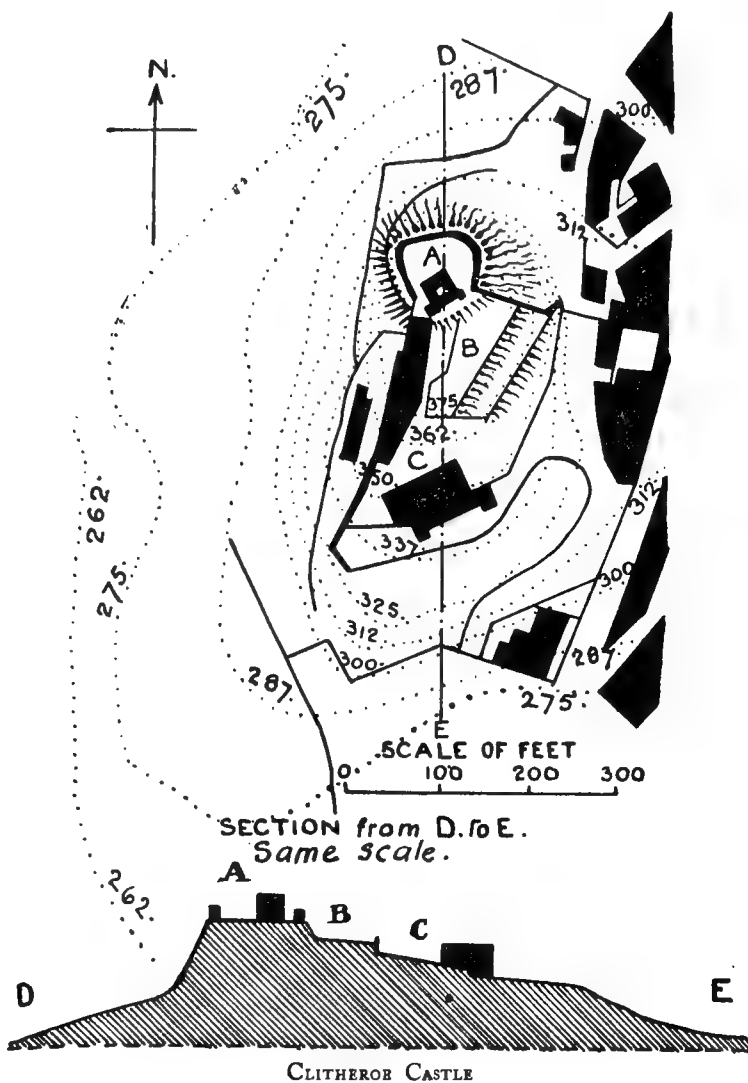 D
N.
287
275.
300
312
A
B
375
362.
C
350
312
337
262
300
275.
325.
312
300.
287
287.
275.
E
SCALE OF FEET
0 100 200 300
SECTION from D. to E.
Same scale.
A
262.
B
C
D
E
CLITHEROE CASTLE